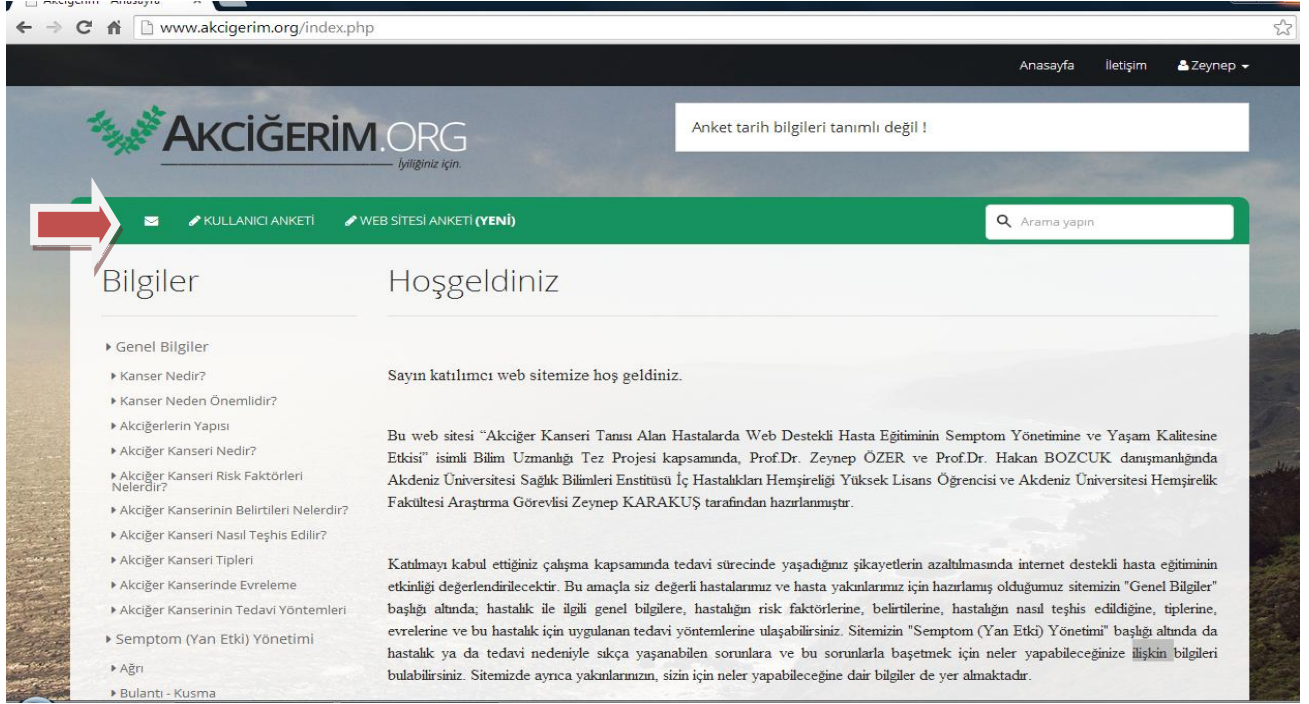 Akciğerim - Anasayfa
www.akcigerim.org/index.php
Anasayfa İletişim Zeynep
AKCİĞERİM.ORG
İyiliğiniz için.
Anket tarih bilgileri tanımlı değil !
KULLANICI ANKETİ WEB SİTESİ ANKETİ (YENİ)
Arama yapın
Bilgiler
Genel Bilgiler
Kanser Nedir?
Kanser Neden Önemlidir?
Akciğerlerin Yapısı
Akciğer Kanseri Nedir?
Akciğer Kanseri Risk Faktörleri
Nelerdir?
Akciğer Kanserinin Belirtileri Nelerdir?
Akciğer Kanseri Nasıl Teşhis Edilir?
Akciğer Kanseri Tipleri
Akciğer Kanserinde Evreleme
Akciğer Kanserinin Tedavi Yöntemleri
Semptom (Yan Etki) Yönetimi
Ağrı
Bulantı - Kusma
Hoşgeldiniz
Sayın katılımcı web sitemize hoş geldiniz.
Bu web sitesi “Akciğer Kanseri Tanısı Alan Hastalarda Web Destekli Hasta Eğitiminin Semptom Yönetimine ve Yaşam Kalitesine
Etkisi” isimli Bilim Uzmanlığı Tez Projesi kapsamında, Prof.Dr. Zeynep ÖZER ve Prof.Dr. Hakan BOZCUK danışmanlığında
Akdeniz Üniversitesi Sağlık Bilimleri Enstitüsü İç Hastalıkları Hemşireliği Yüksek Lisans Öğrencisi ve Akdeniz Üniversitesi Hemşirelik
Fakültesi Araştırma Görevlisi Zeynep KARAKUŞ tarafından hazırlanmıştır.
Katılmayı kabul ettiğiniz çalışma kapsamında tedavi sürecinde yaşadığınız şikayetlerin azaltılmasında internet destekli hasta eğitiminin
etkinliği değerlendirilecektir. Bu amaçla siz değerli hastalarımız ve hasta yakınlarımız için hazırlamış olduğumuz sitemizin "Genel Bilgiler"
başlığı altında; hastalık ile ilgili genel bilgilere, hastalığın risk faktörlerine, belirtilerine, hastalığın nasıl teşhis edildiğine, tiplerine,
evrelerine ve bu hastalık için uygulanan tedavi yöntemlerine ulaşabilirsiniz. Sitemizin "Semptom (Yan Etki) Yönetimi" başlığı altında da
hastalık ya da tedavi nedeniyle sıkça yaşanabilen sorunlara ve bu sorunlarla başetmek için neler yapabileceğinize ilişkin bilgileri
bulabilirsiniz. Sitemizde ayrıca yakınlarınızın, sizin için neler yapabileceğine dair bilgiler de yer almaktadır.